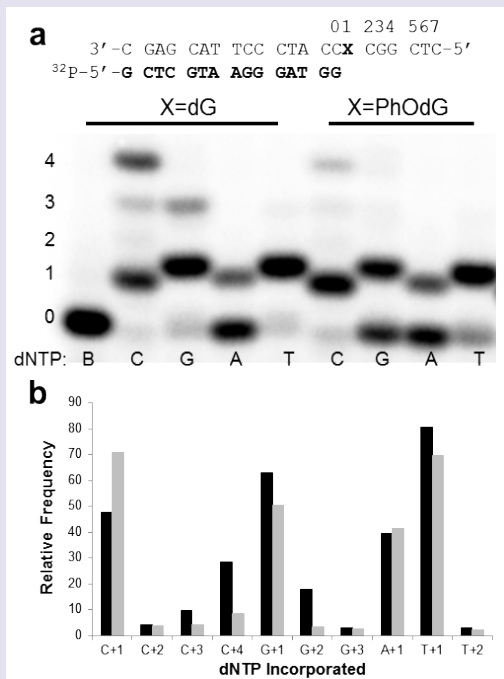 a
01 234 567
3'-C GAG CAT TCC CTA CCX CGG CTC-5'
32P-5'-G CTC GTA AGG GAT GG
X=dG X=PhOdG
4
3
2
1
0
dNTP: B C G A T C G A T
b
90
80
70
60
50
40
30
20
10
0
Relative Frequency
C+1 C+2 C+3 C+4 G+1 G+2 G+3 A+1 T+1 T+2
dNTP Incorporated